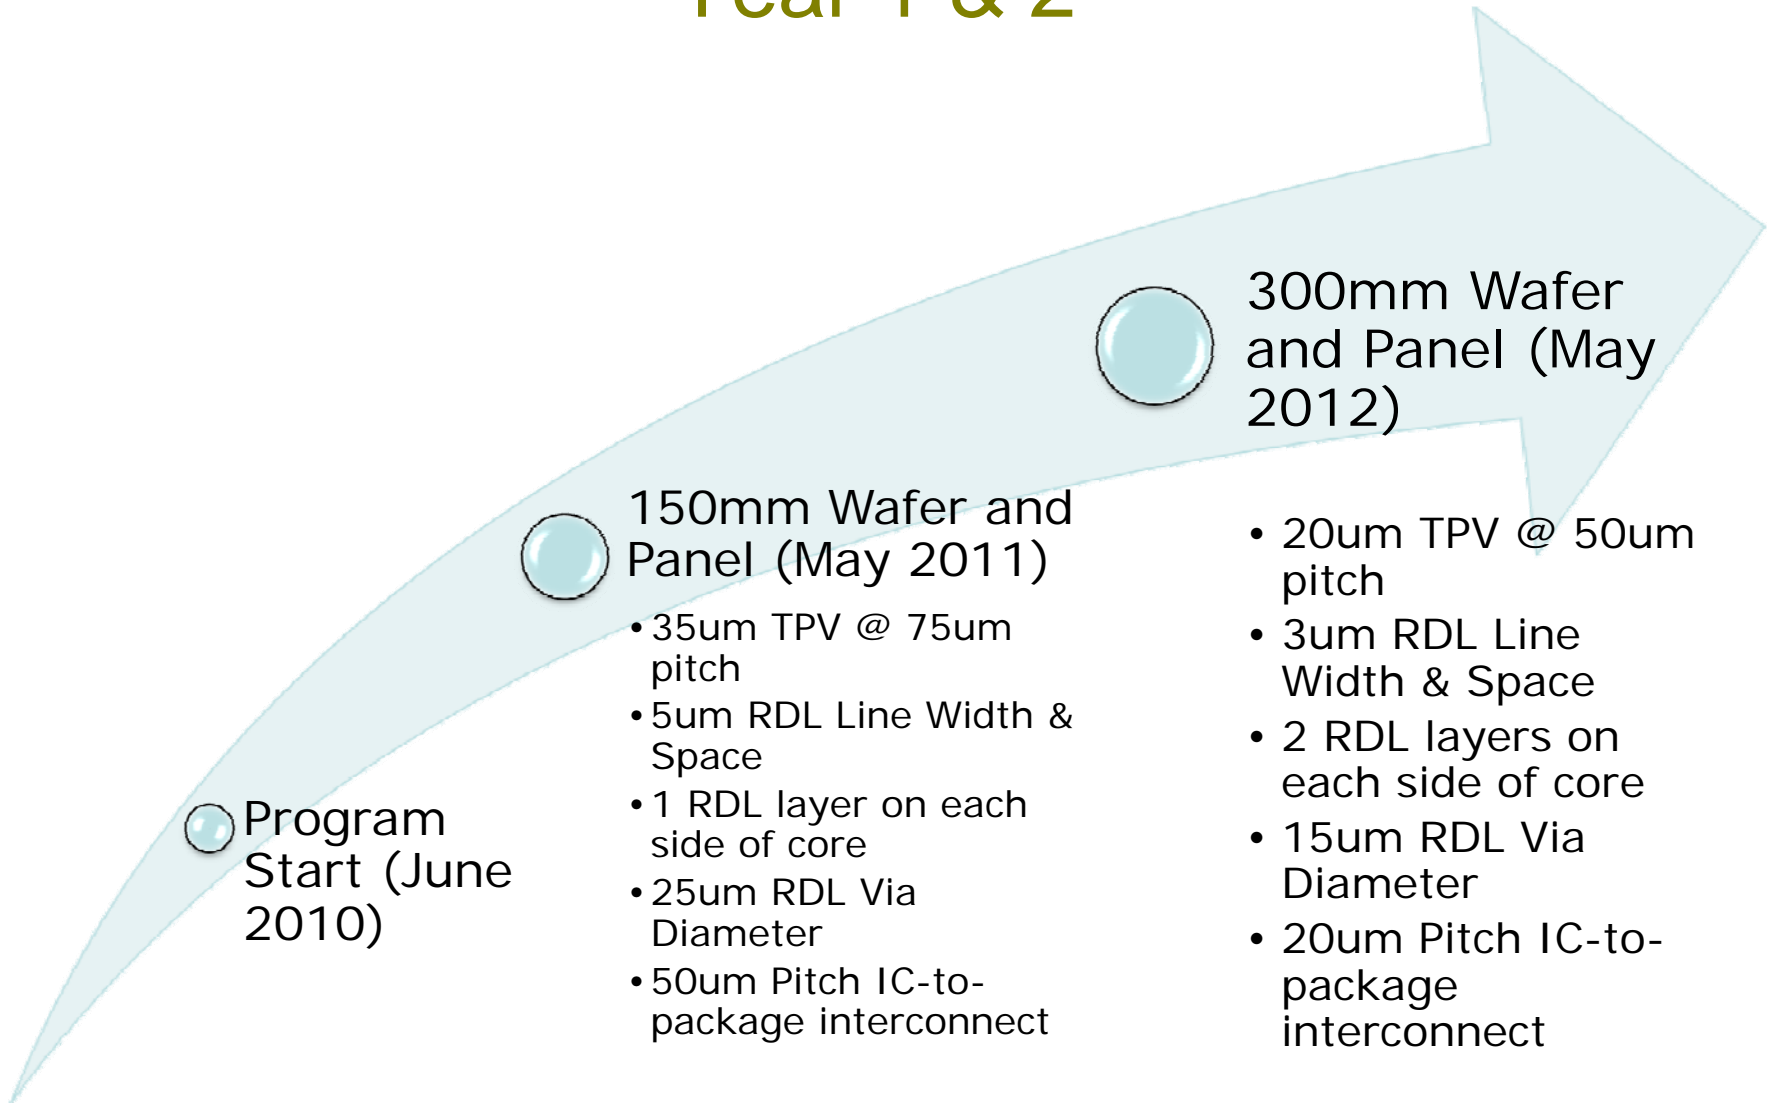 Year 1 & 2
300mm Wafer
and Panel (May
2012)
150mm Wafer and
Panel (May 2011)
• 35um TPV @ 75um
pitch
• 5um RDL Line Width &
Space
• 1 RDL layer on each
side of core
• 25um RDL Via
Diameter
• 50um Pitch IC-to-
package interconnect
• 20um TPV @ 50um
pitch
• 3um RDL Line
Width & Space
• 2 RDL layers on
each side of core
• 15um RDL Via
Diameter
• 20um Pitch IC-to-
package
interconnect
Program
Start (June
2010)